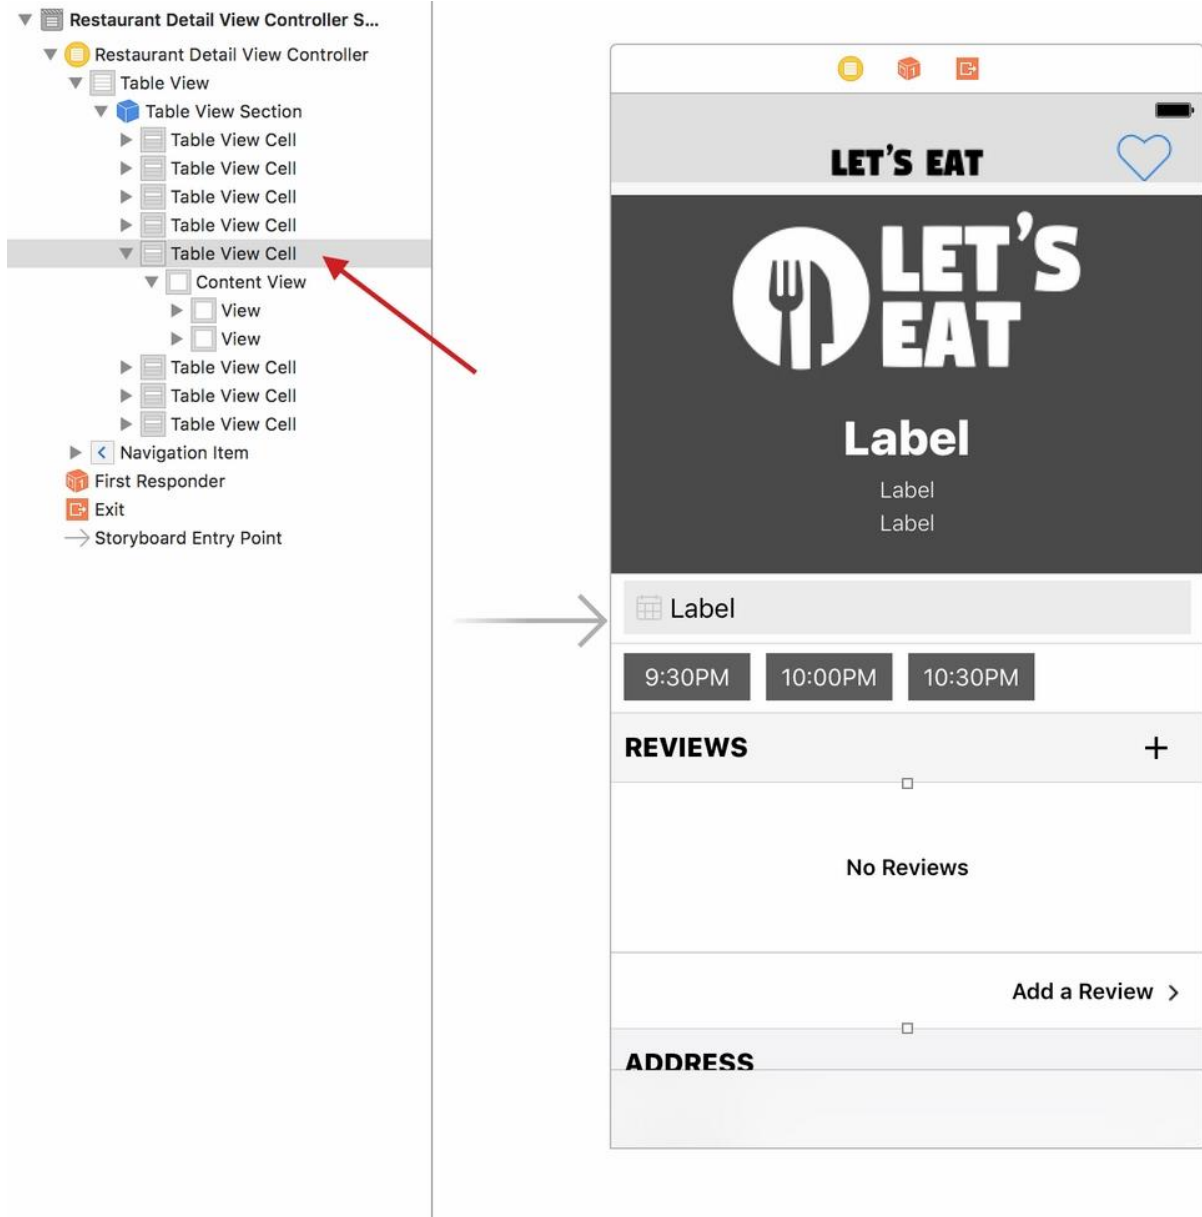 Restaurant Detail View Controller S...
Restaurant Detail View Controller
Table View
Table View Section
Table View Cell
Table View Cell
Table View Cell
Table View Cell
Table View Cell
Content View
View
View
Table View Cell
Table View Cell
Table View Cell
Navigation Item
First Responder
Exit
Storyboard Entry Point
LET'S EAT
LET'S
EAT
Label
Label
Label
Label
9:30PM 10:00PM 10:30PM
REVIEWS +
No Reviews
Add a Review >
ADDRESS